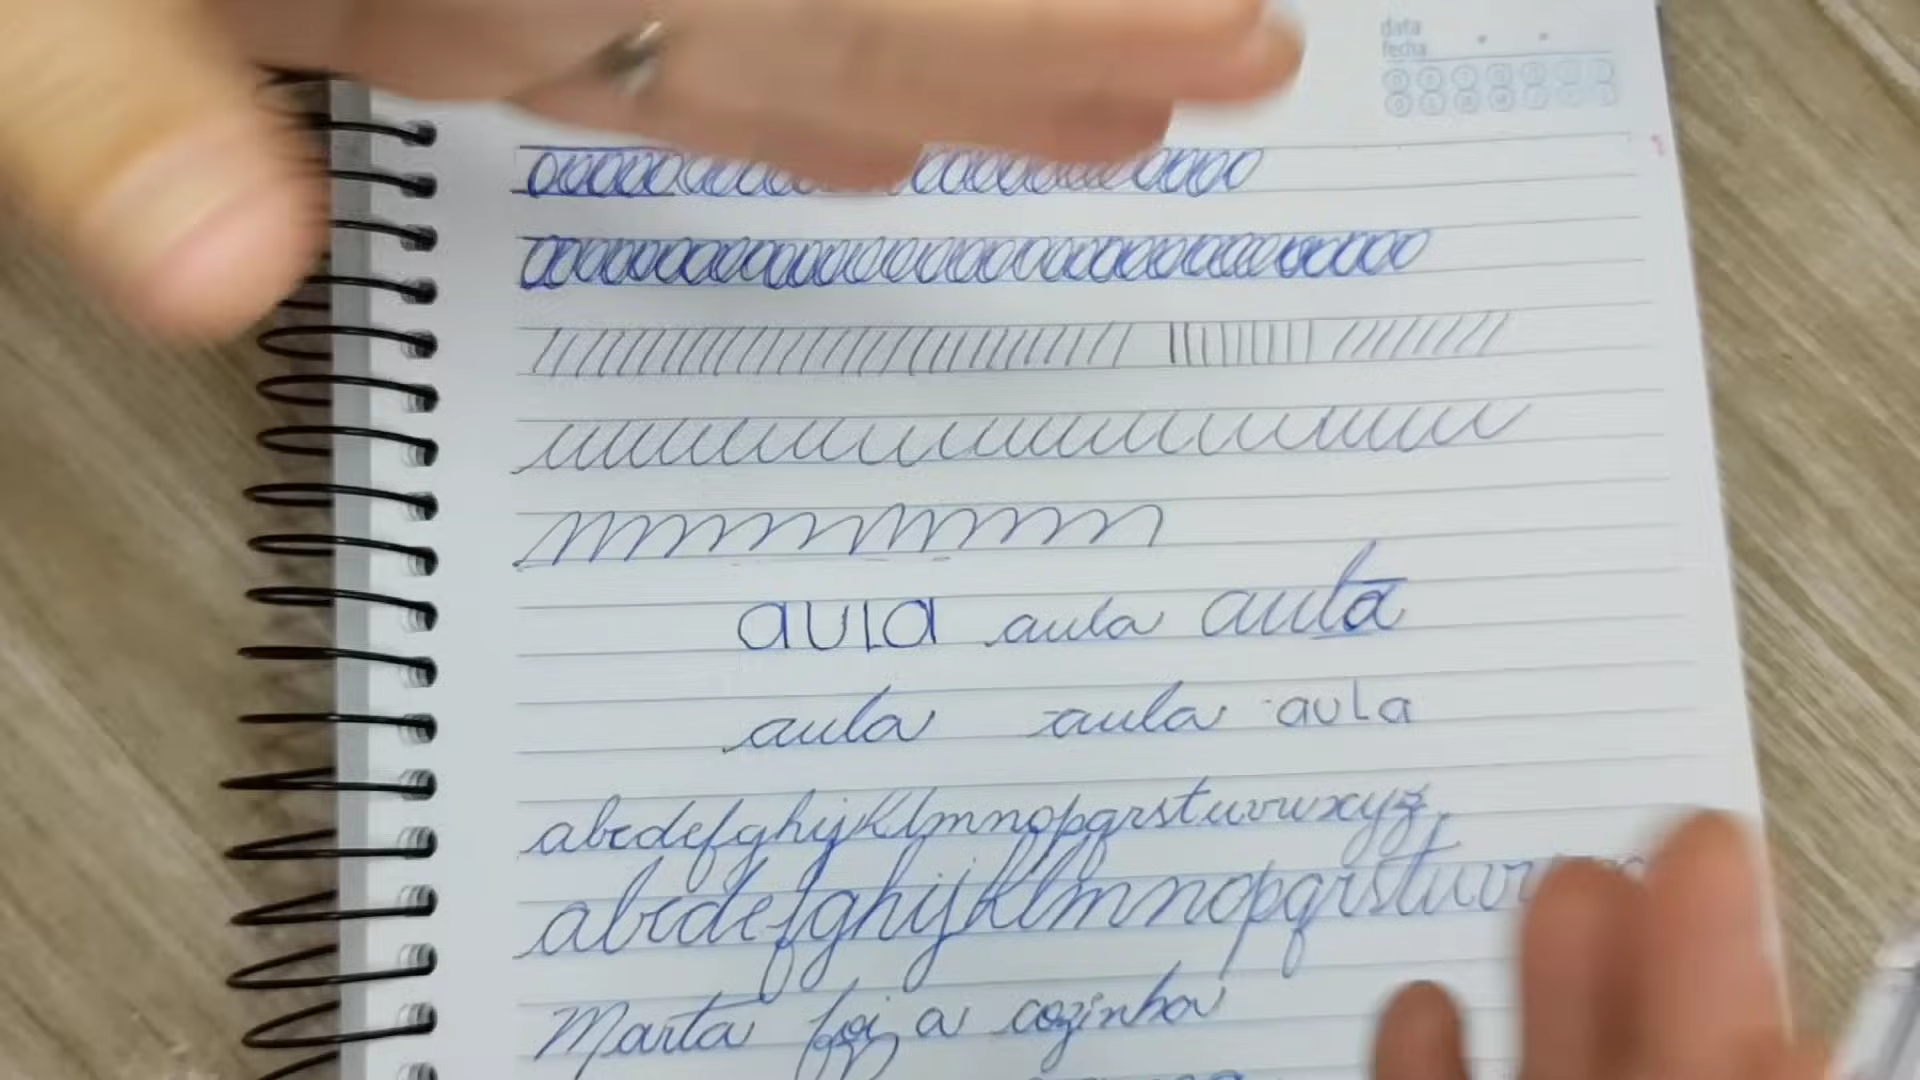 data
fecha
aula aula aula
aula aula aula
abcdefghijklmnopqrstuvwxyz
abcdefghijklmnopqrstuv
Marta foi a cozinha